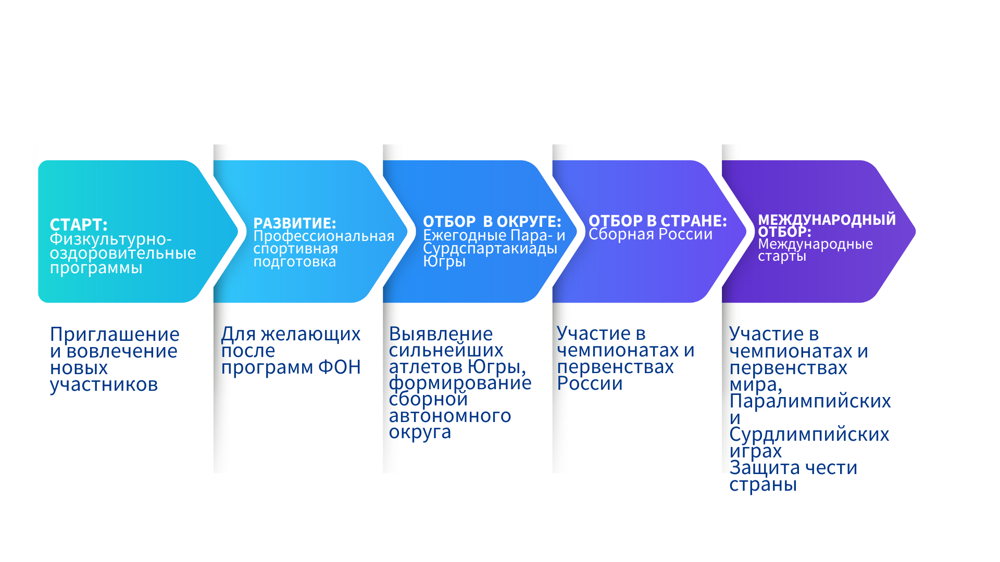 СТАРТ:
Физкультурно-
оздоровительные
программы
РАЗВИТИЕ:
Профессиональная
спортивная
подготовка
ОТБОР  В ОКРУГЕ:
Ежегодные Пара- и
Сурдспартакиады
Югры
ОТБОР В СТРАНЕ:
Сборная России
МЕЖДУНАРОДНЫЙ
ОТБОР:
Международные
старты
Приглашение
и вовлечение
новых
участников
Для желающих
после
программ ФОН
Выявление
сильнейших
атлетов Югры,
формирование
сборной
автономного
округа
Участие в
чемпионатах и
первенствах
России
Участие в
чемпионатах и
первенствах
мира,
Паралимпийских
и
Сурдлимпийских
играх
Защита чести
страны